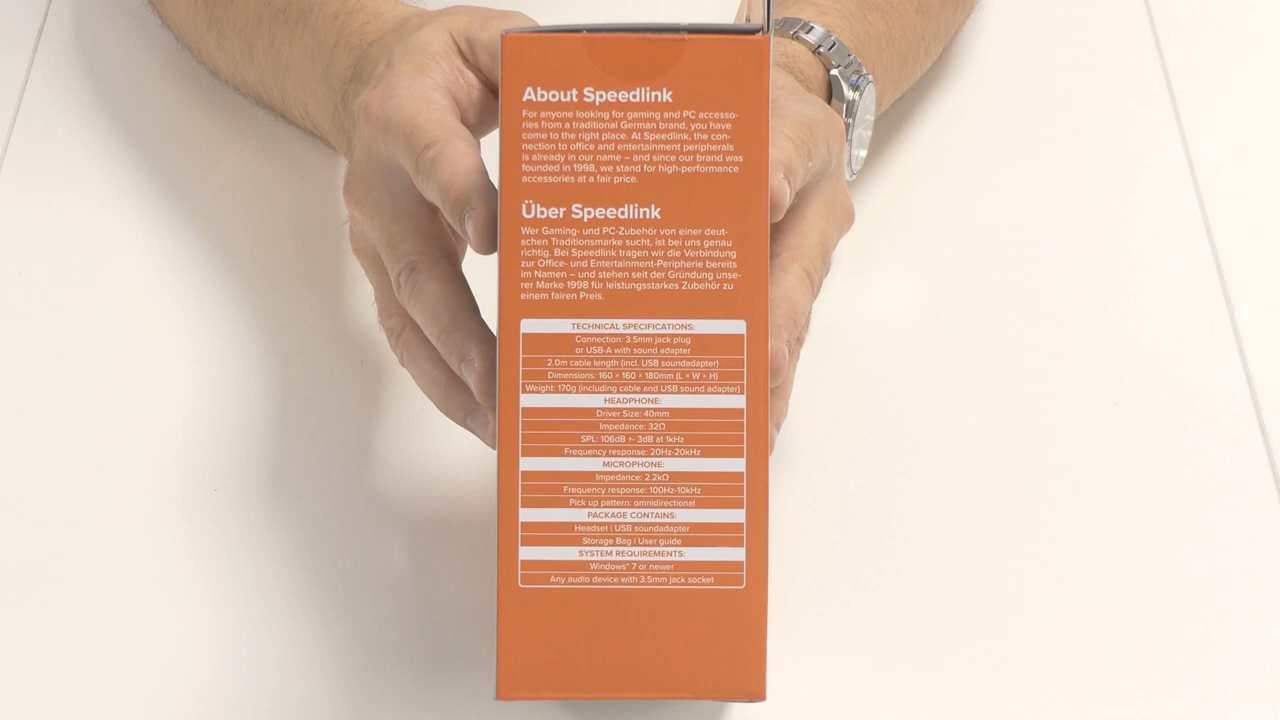 About Speedlink
For anyone looking for gaming and PC accesso-
ries from a traditional German brand, you have
come to the right place. At Speedlink, the con-
nection to office and entertainment peripherals
is already in our name – and since our brand was
founded in 1998, we stand for high-performance
accessories at a fair price.
Über Speedlink
Wer Gaming- und PC-Zubehör von einer deut-
schen Traditionsmarke sucht, ist bei uns genau
richtig. Bei Speedlink tragen wir die Verbindung
zur Office- und Entertainment-Peripherie bereits
im Namen – und stehen seit der Gründung unse-
rer Marke 1998 für leistungsstarkes Zubehör zu
einem fairen Preis.
TECHNICAL SPECIFICATIONS:
Connection: 3.5mm jack plug
or USB-A with sound adapter
2.0m cable length (incl. USB soundadapter)
Dimensions: 160 × 160 × 180mm (L × W × H)
Weight: 170g (including cable and USB sound adapter)
HEADPHONE:
Driver Size: 40mm
Impedance: 32Ω
SPL: 106dB +- 3dB at 1kHz
Frequency response: 20Hz-20kHz
MICROPHONE:
Impedance: 2.2kΩ
Frequency response: 100Hz-10kHz
Pick up pattern: omnidirectional
PACKAGE CONTAINS:
Headset | USB soundadapter
Storage Bag | User guide
SYSTEM REQUIREMENTS:
Windows® 7 or newer
Any audio device with 3.5mm jack socket